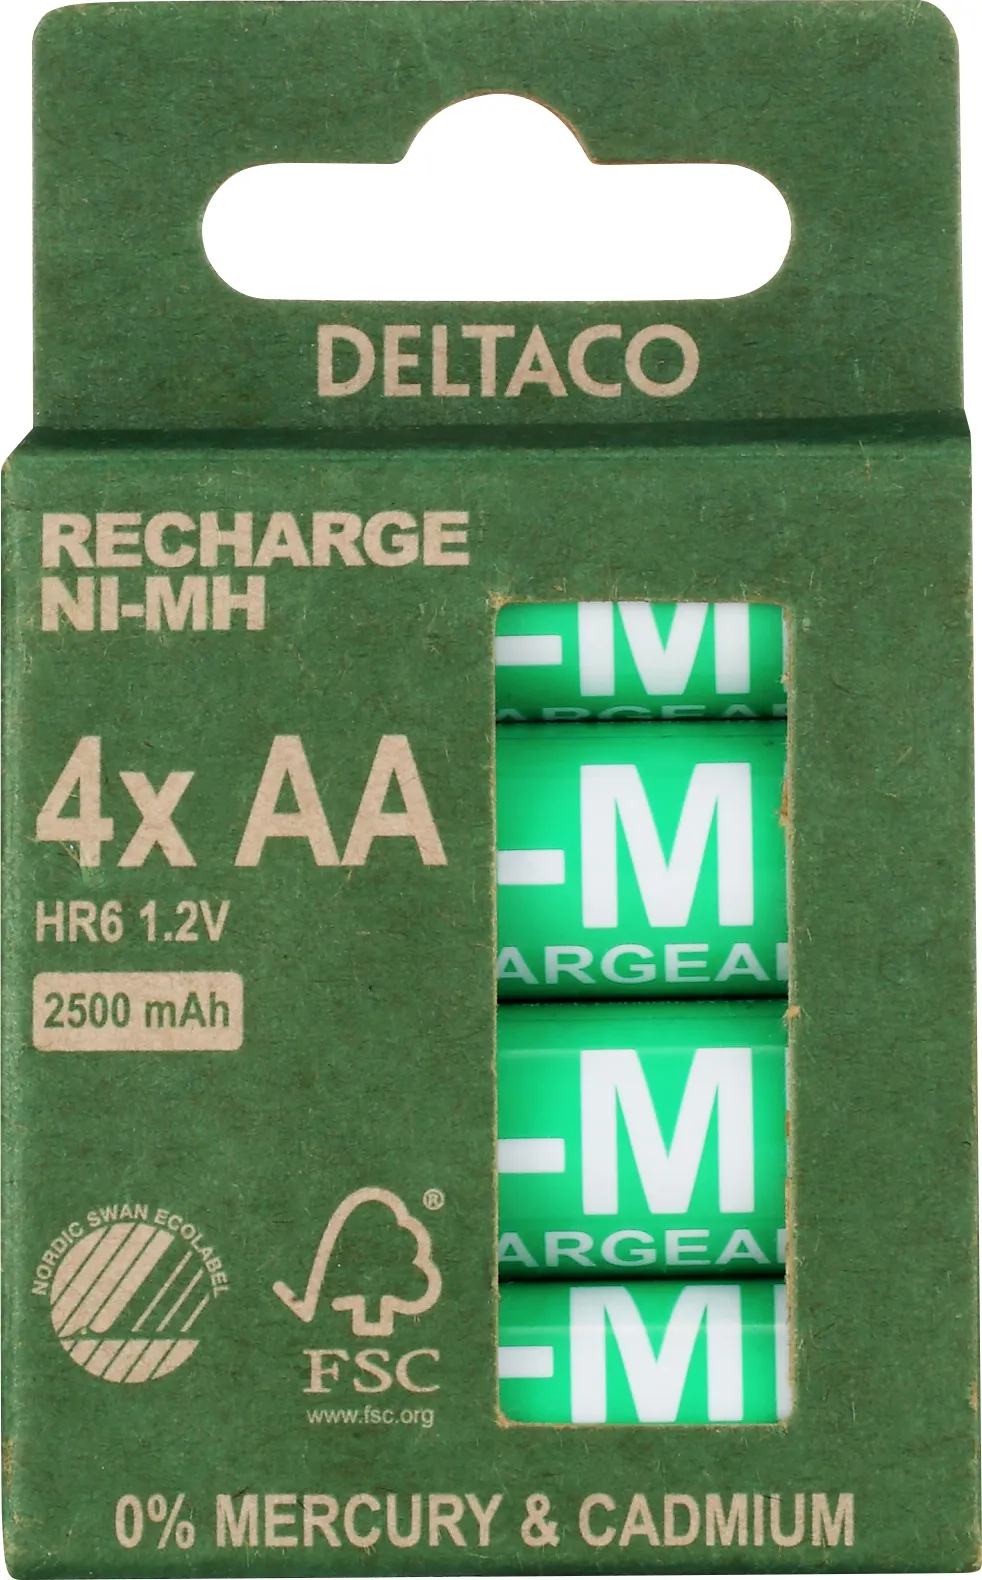 DELTACO
RECHARGE
NI-MH
4x AA
HR6 1.2V
2500 mAh
NORDIC SWAN ECOLABEL
®
FSC
www.fsc.org
-M
ARGEA
-M
ARGEA
-M
ARGEA
-M
0% MERCURY & CADMIUM